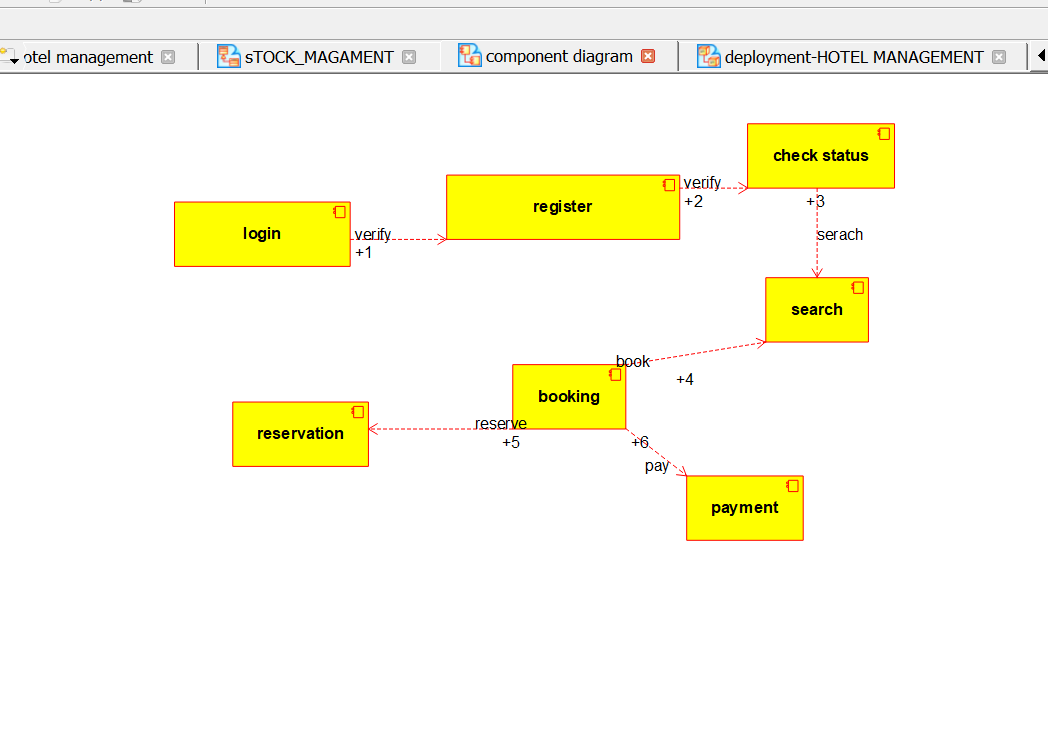 otel management
sTOCK_MAGAMENT
component diagram
deployment-HOTEL MANAGEMENT
check status
verify
+2
register
+3
login
verify
+1
serach
search
book
+4
booking
reservation
reserve
+5
+6
pay
payment